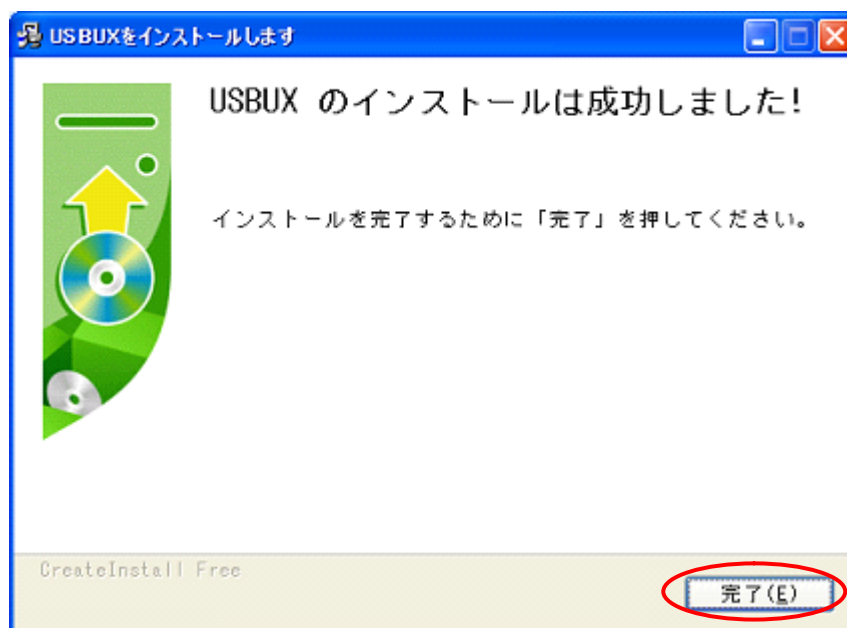 USBUXをインストールします
USBUX のインストールは成功しました!
インストールを完了するために「完了」を押してください。
CreateInstall Free
完了(E)